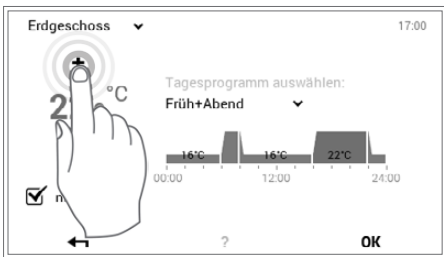 Erdgeschoss
17:00
+
°C
Tagesprogramm auswählen:
Früh+Abend
16°C 16°C 22°C
00:00 12:00 24:00
?
OK